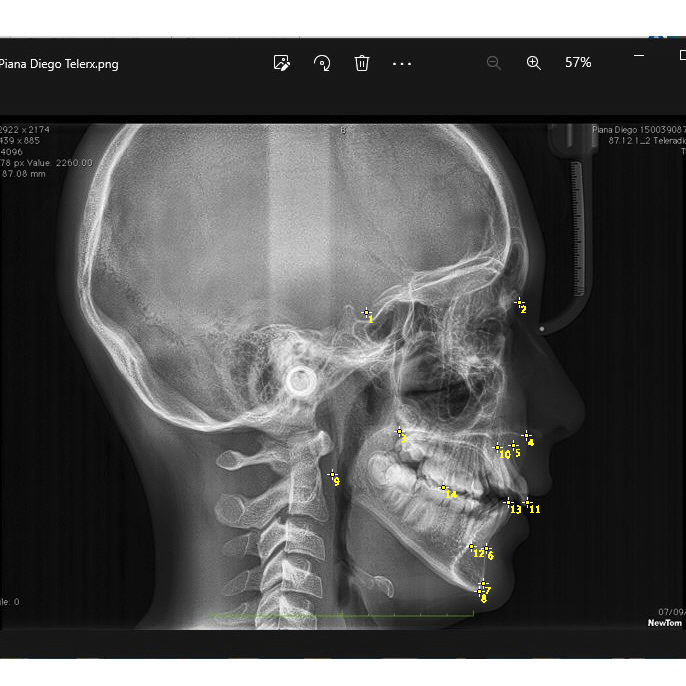 Piana Diego Telerx.png
57%
2922 x 2174
439 x 885
4096
78 px Value: 2260.00
87.08 mm
B
Piana Diego 150039087
87.12.1_2 Teleradi
T
1
2
4
5
10
9
14
13
11
12
6
7
8
gle: 0
07/09/
NewTom